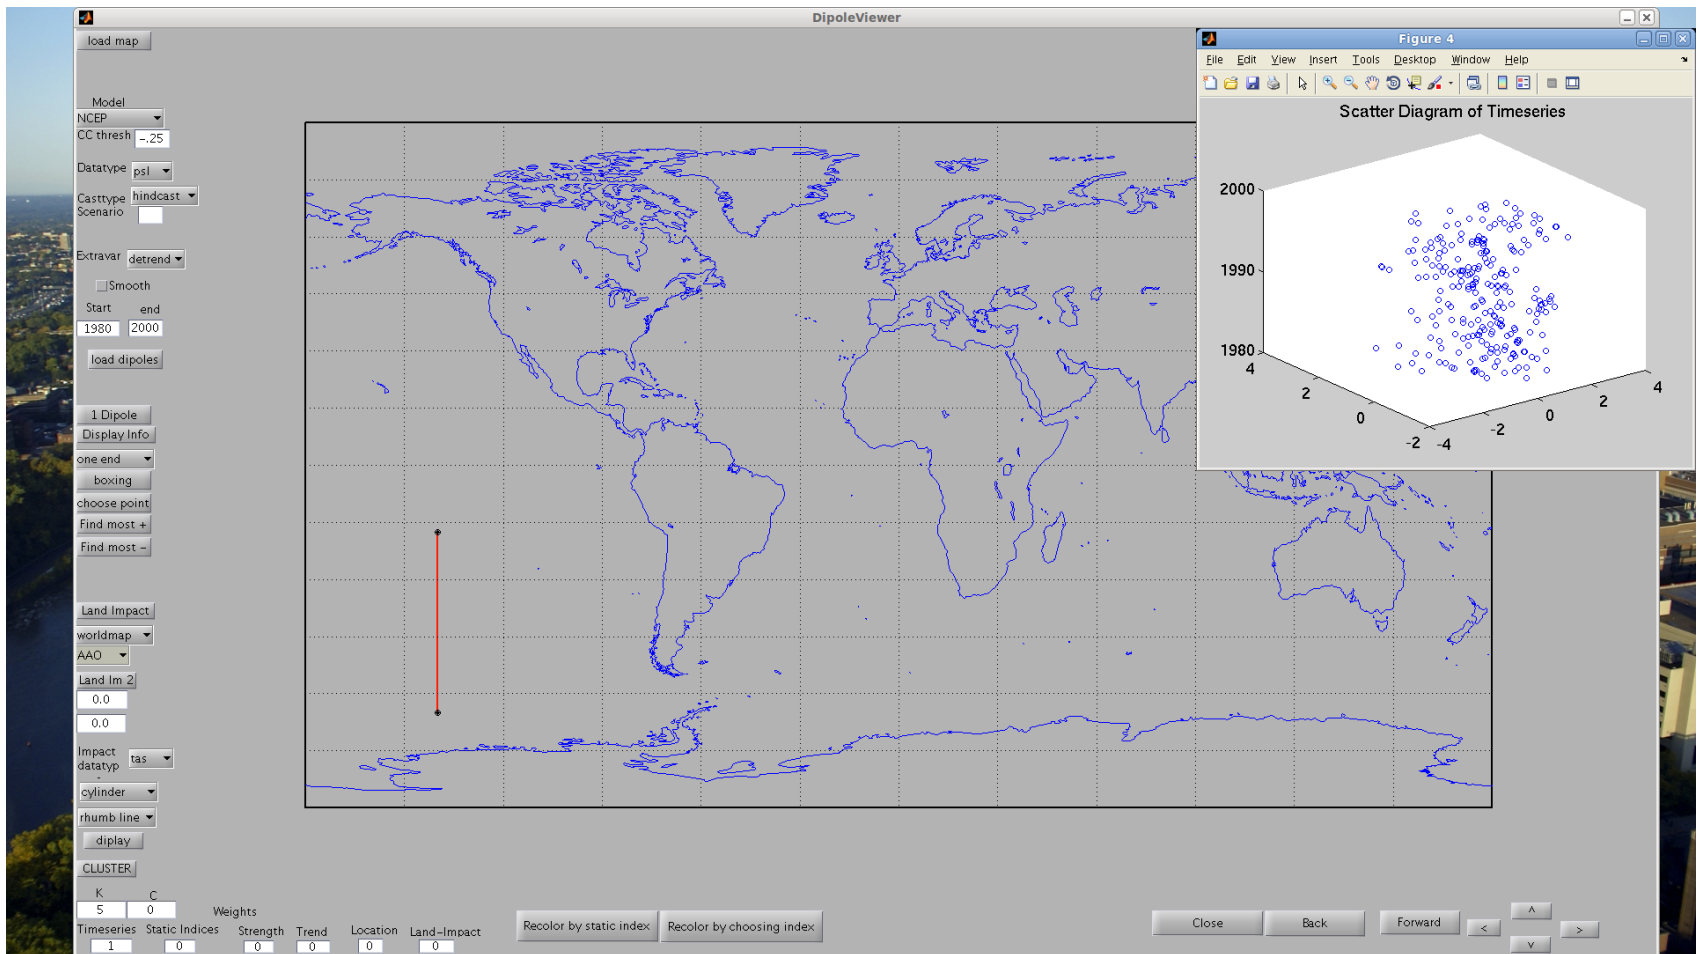 DipoleViewer
load map
Model
NCEP
CC thresh -.25
Datatype psl
Casttype hindcast
Scenario
Extravar detrend
Smooth
Start end
1980 2000
load dipoles
1 Dipole
Display Info
one end
boxing
choose point
Find most +
Find most -
Land Impact
worldmap
AAO
Land Im 2
0.0
0.0
Impact
datatyp tas
cylinder
rhumb line
diplay
CLUSTER
K C
5 0
Weights
Timeseries Static Indices Strength Trend Location Land-Impact
1 0 0 0 0 0
Recolor by static index Recolor by choosing index
Close Back Forward < ^ v >
Figure 4
File Edit View Insert Tools Desktop Window Help
Scatter Diagram of Timeseries
2000
1990
1980
4 2 0 -2
-4 -2 0 2 4